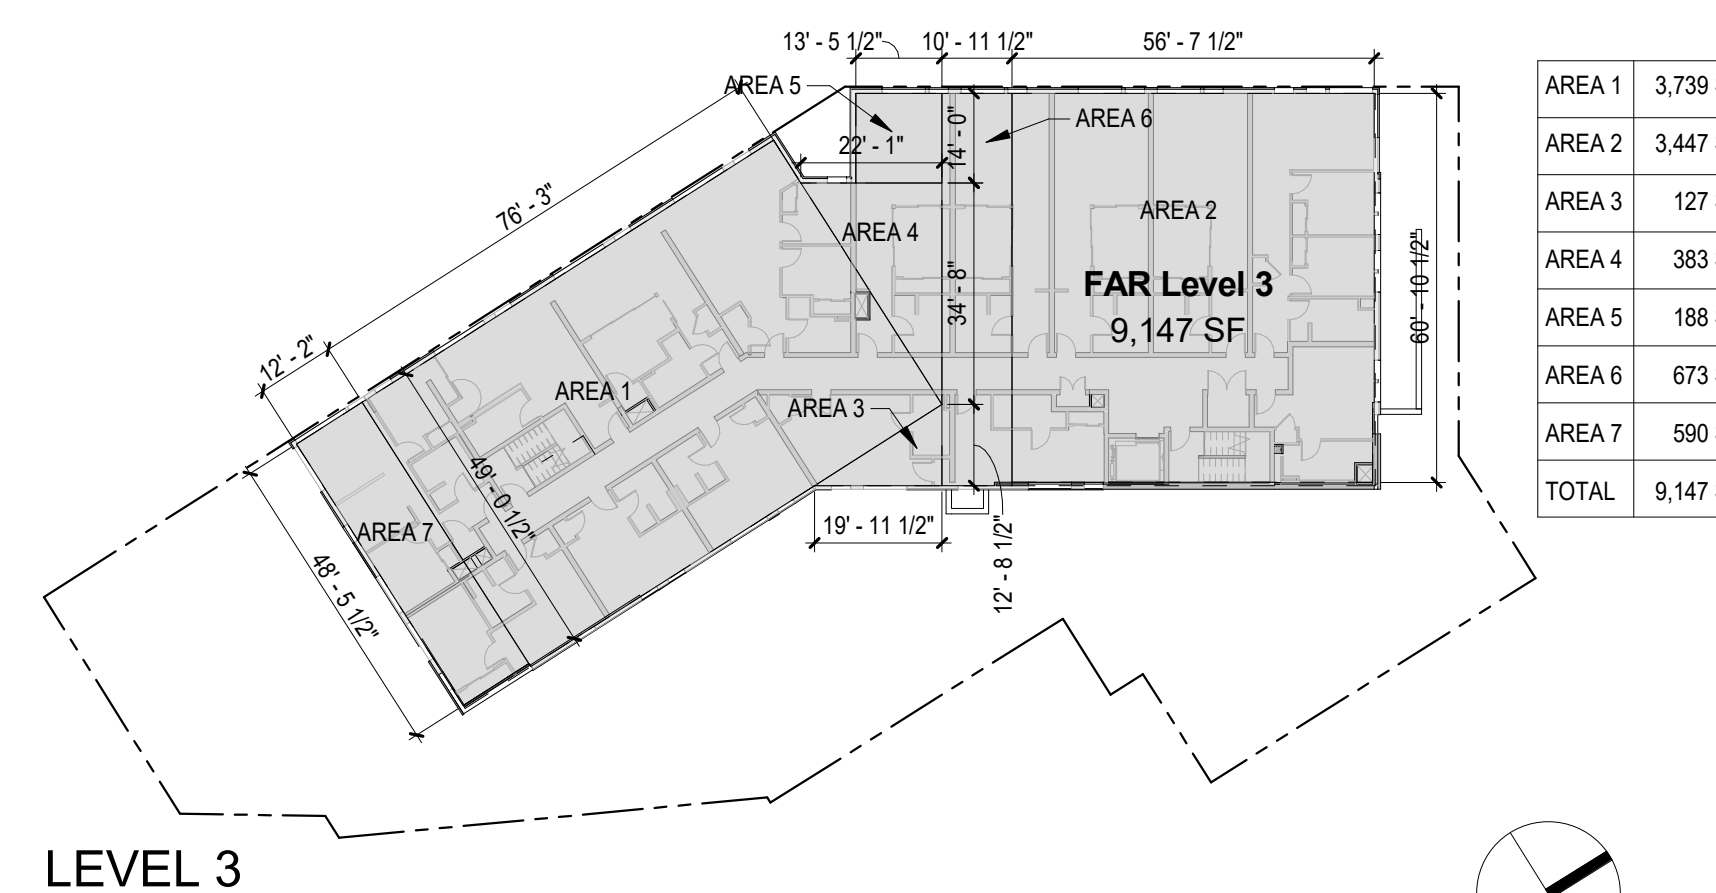 13' - 5 1/2" 10' - 11 1/2" 56' - 7 1/2"
AREA 5
AREA 6
14' - 0"
22' - 1"
76' - 3"
AREA 4
AREA 2
34' - 8"
FAR Level 3
9,147 SF
60' - 10 1/2"
12' - 2"
AREA 1
AREA 3
49' - 0 1/2"
AREA 7
19' - 11 1/2"
12' - 8 1/2"
48' - 5 1/2"
AREA 1 3,739
AREA 2 3,447
AREA 3 127
AREA 4 383
AREA 5 188
AREA 6 673
AREA 7 590
TOTAL 9,147
LEVEL 3